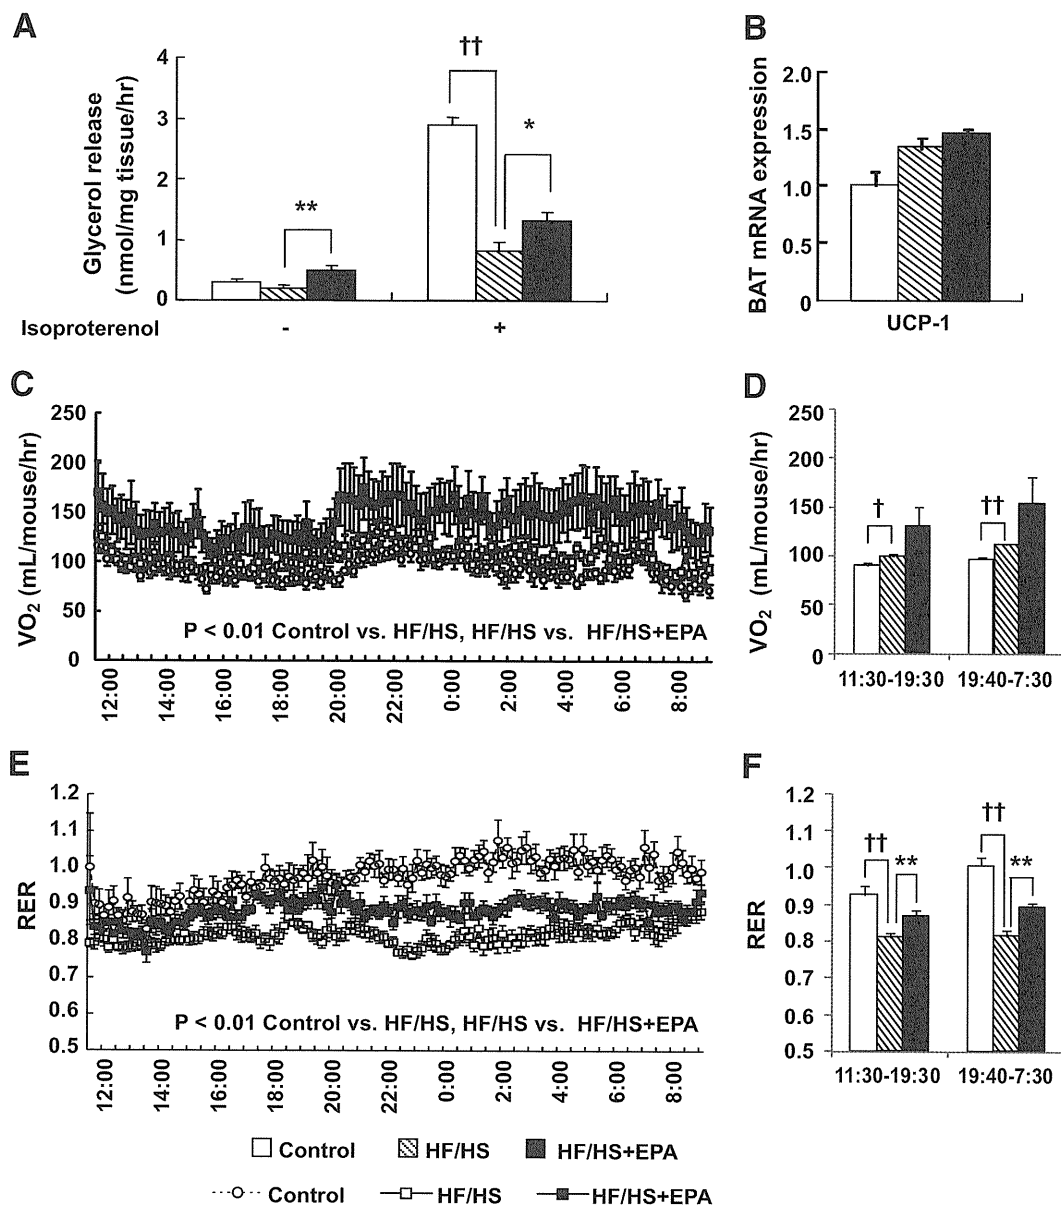 A
Glycerol release
(nmol/mg tissue/hr)
4
3
2
1
0
††
*
**
Isoproterenol - +
B
BAT mRNA expression
2.0
1.5
1.0
0.5
0
UCP-1
C
VO2 (mL/mouse/hr)
250
200
150
100
50
0
P < 0.01 Control vs. HF/HS, HF/HS vs. HF/HS+EPA
12:00 14:00 16:00 18:00 20:00 22:00 0:00 2:00 4:00 6:00 8:00
D
VO2 (mL/mouse/hr)
250
200
150
100
50
0
†
††
11:30-19:30 19:40-7:30
E
RER
1.2
1.1
1.0
0.9
0.8
0.7
0.6
0.5
P < 0.01 Control vs. HF/HS, HF/HS vs. HF/HS+EPA
12:00 14:00 16:00 18:00 20:00 22:00 0:00 2:00 4:00 6:00 8:00
F
RER
1.2
1.1
1.0
0.9
0.8
0.7
0.6
0.5
††
**
††
**
11:30-19:30 19:40-7:30
Control HF/HS HF/HS+EPA
Control HF/HS HF/HS+EPA